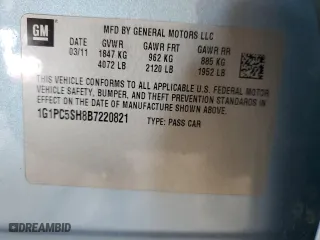 GM
MFD BY GENERAL MOTORS LLC
DATE GVWR GAWR FRT GAWR RR
03/11 1847 KG 962 KG 885 KG
4072 LB 2120 LB 1952 LB
THIS VEHICLE CONFORMS TO ALL APPLICABLE U.S. FEDERAL MOTOR
VEHICLE SAFETY, BUMPER, AND THEFT PREVENTION STANDARDS IN
EFFECT ON THE DATE OF MANUFACTURE SHOWN ABOVE.
1G1PC5SH8B7220821 TYPE: PASS CAR